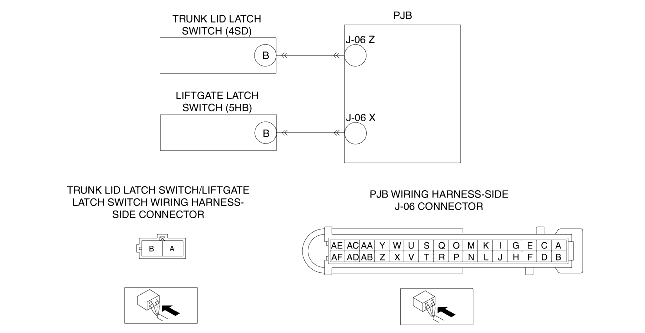 TRUNK LID LATCH
SWITCH (4SD)
PJB
B
J-06 Z
LIFTGATE LATCH
SWITCH (5HB)
B
J-06 X
TRUNK LID LATCH SWITCH/LIFTGATE
LATCH SWITCH WIRING HARNESS-
SIDE CONNECTOR
PJB WIRING HARNESS-SIDE
J-06 CONNECTOR
B A
AE AC AA Y W U S Q O M K I G E C A
AF AD AB Z X V T R P N L J H F D B